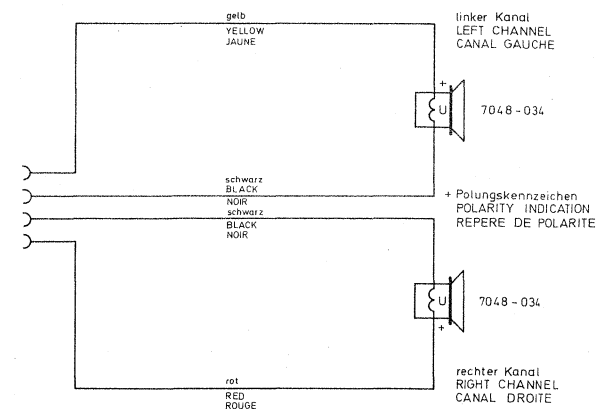 gelb
YELLOW
JAUNE
linker Kanal
LEFT CHANNEL
CANAL GAUCHE
+
U
7048-034
schwarz
BLACK
NOIR
+ Polungskennzeichen
POLARITY INDICATION
REPERE DE POLARITE
schwarz
BLACK
NOIR
U
7048-034
+
rechter Kanal
RIGHT CHANNEL
CANAL DROITE
rot
RED
ROUGE